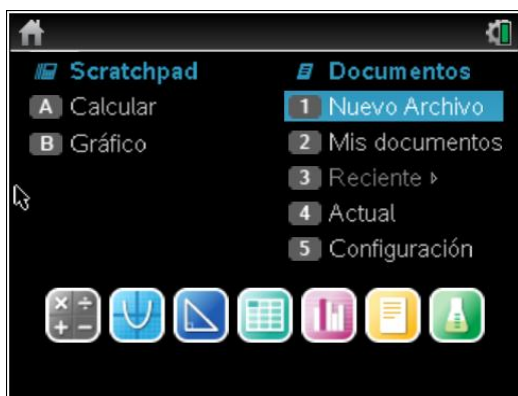 Scratchpad
A Calcular
B Gráfico
Documentos
1 Nuevo Archivo
2 Mis documentos
3 Reciente ▹
4 Actual
5 Configuración